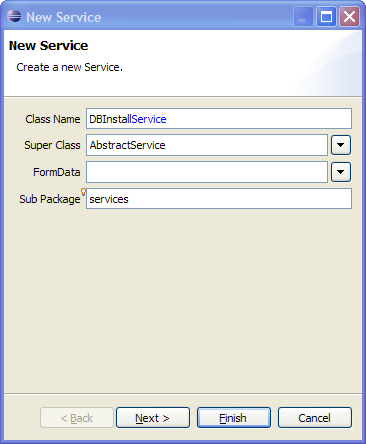 New Service
New Service
Create a new Service.
Class Name DBInstallService
Super Class AbstractService
FormData
Sub Package services
< Back Next > Finish Cancel